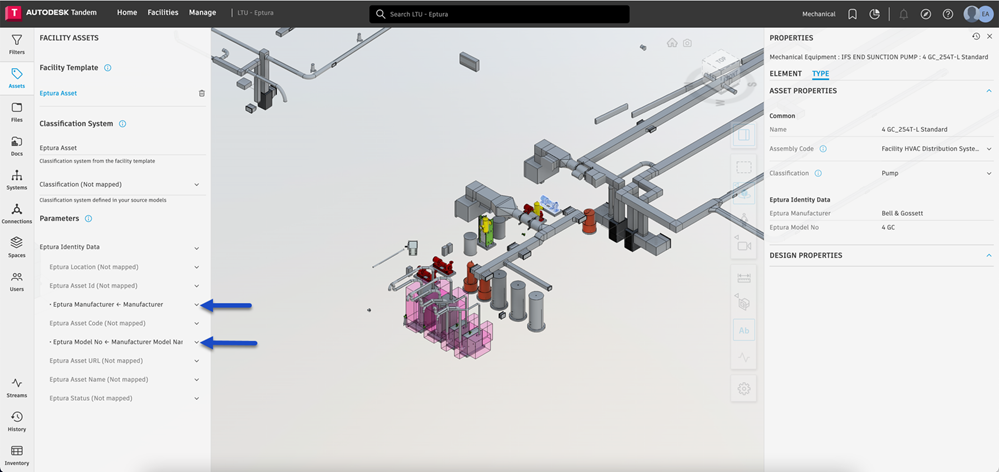 AUTODESK Tandem
Home
Facilities
Manage
LTU - Eptura
Search LTU - Eptura
Mechanical
EA
Filters
Assets
Files
Docs
Systems
Connections
Spaces
Users
Streams
History
Inventory
FACILITY ASSETS
Facility Template
Eptura Asset
Classification System
Eptura Asset
Classification system from the facility template
Classification (Not mapped)
Classification system defined in your source models
Parameters
Eptura Identity Data
Eptura Location (Not mapped)
Eptura Asset Id (Not mapped)
• Eptura Manufacturer ← Manufacturer
Eptura Asset Code (Not mapped)
• Eptura Model No ← Manufacturer Model Nar
Eptura Asset URL (Not mapped)
Eptura Asset Name (Not mapped)
Eptura Status (Not mapped)
PROPERTIES
Mechanical Equipment : IFS END SUNCTION PUMP : 4 GC_254T-L Standard
ELEMENT
TYPE
ASSET PROPERTIES
Common
Name
4 GC_254T-L Standard
Assembly Code
Facility HVAC Distribution Syste...
Classification
Pump
Eptura Identity Data
Eptura Manufacturer
Bell & Gossett
Eptura Model No
4 GC
DESIGN PROPERTIES